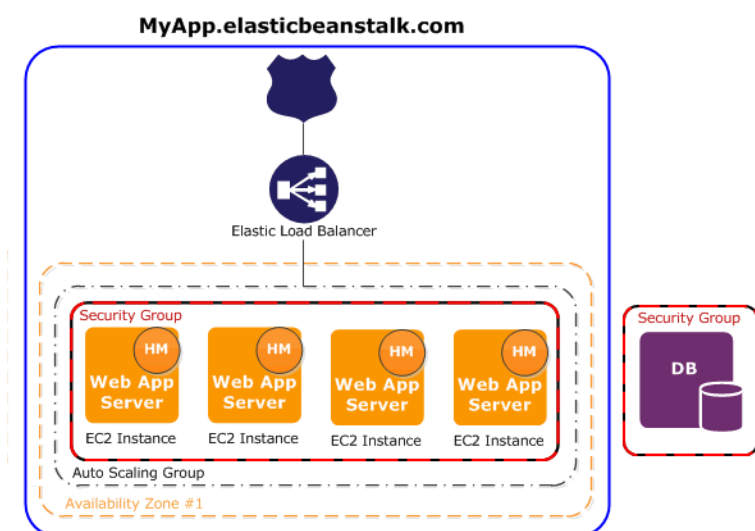 MyApp.elasticbeanstalk.com
Elastic Load Balancer
Security Group
HM
Web App
Server
EC2 Instance
HM
Web App
Server
EC2 Instance
HM
Web App
Server
EC2 Instance
HM
Web App
Server
EC2 Instance
Auto Scaling Group
Availability Zone #1
Security Group
DB